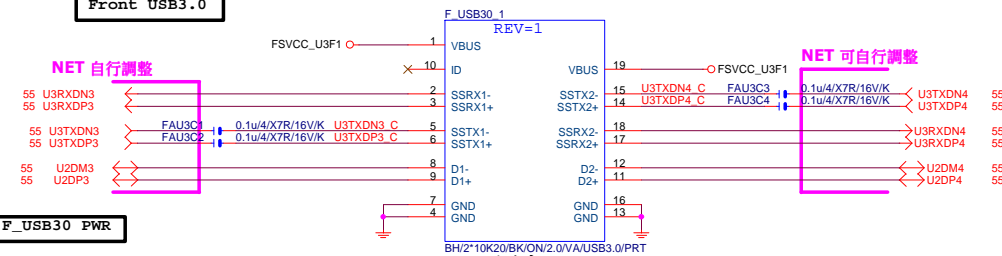 Front USB3.0
F_USB30_1
REV=1
FSVCC_U3F1
1 VBUS
NET 自行調整
10 ID
VBUS 19
FSVCC_U3F1
NET 可自行調整
55 U3RXDN3
2 SSRX1-
55 U3RXDP3
3 SSRX1+
SSTX2- 15 U3TXDN4_C FAU3C3 0.1u/4/X7R/16V/K U3TXDN4 55
SSTX2+ 14 U3TXDP4_C FAU3C4 0.1u/4/X7R/16V/K U3TXDP4 55
55 U3TXDN3 FAU3C1 0.1u/4/X7R/16V/K U3TXDN3_C 5 SSTX1-
55 U3TXDP3 FAU3C2 0.1u/4/X7R/16V/K U3TXDP3_C 6 SSTX1+
SSRX2- 18 U3RXDN4 55
SSRX2+ 17 U3RXDP4 55
55 U2DM3 8 D1-
55 U2DP3 9 D1+
D2- 12 U2DM4 55
D2+ 11 U2DP4 55
7 GND
4 GND
GND 16
GND 13
F_USB30 PWR
BH/2*10K20/BK/ON/2.0/VA/USB3.0/PRT